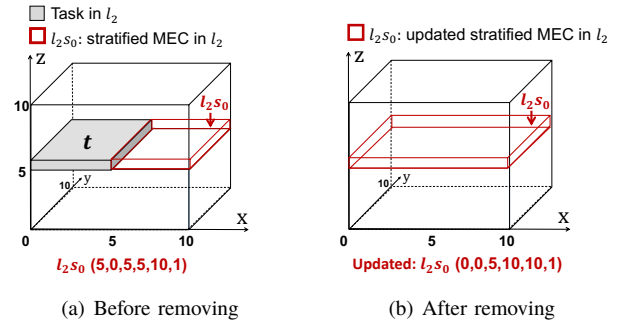 Task in l₂
l₂s₀: stratified MEC in l₂
z
10
l₂s₀
t
5
10
y
x
0
5
10
l₂s₀ (5,0,5,5,10,1)
(a) Before removing
l₂s₀: updated stratified MEC in l₂
z
10
l₂s₀
5
10
y
x
0
5
10
Updated: l₂s₀ (0,0,5,10,10,1)
(b) After removing